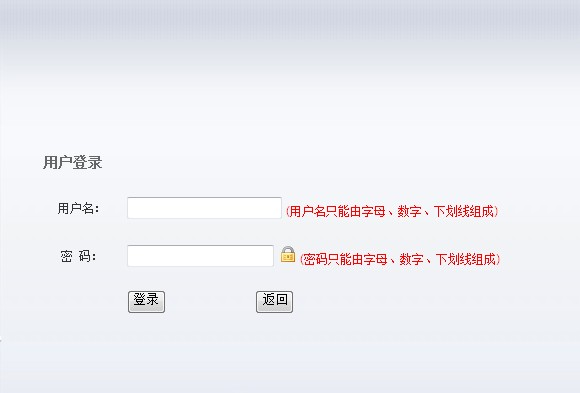 用户登录
用户名： (用户名只能由字母、数字、下划线组成)
密 码： (密码只能由字母、数字、下划线组成)
登录 返回